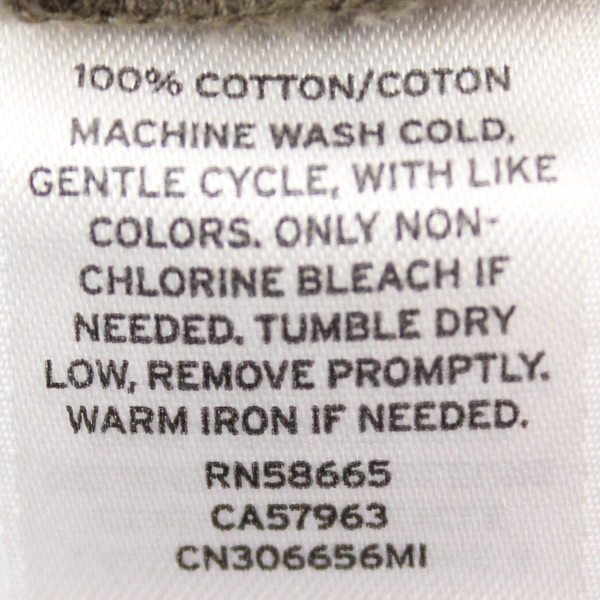 100% COTTON/COTON
MACHINE WASH COLD,
GENTLE CYCLE, WITH LIKE
COLORS. ONLY NON-
CHLORINE BLEACH IF
NEEDED. TUMBLE DRY
LOW, REMOVE PROMPTLY.
WARM IRON IF NEEDED.
RN58665
CA57963
CN306656MI